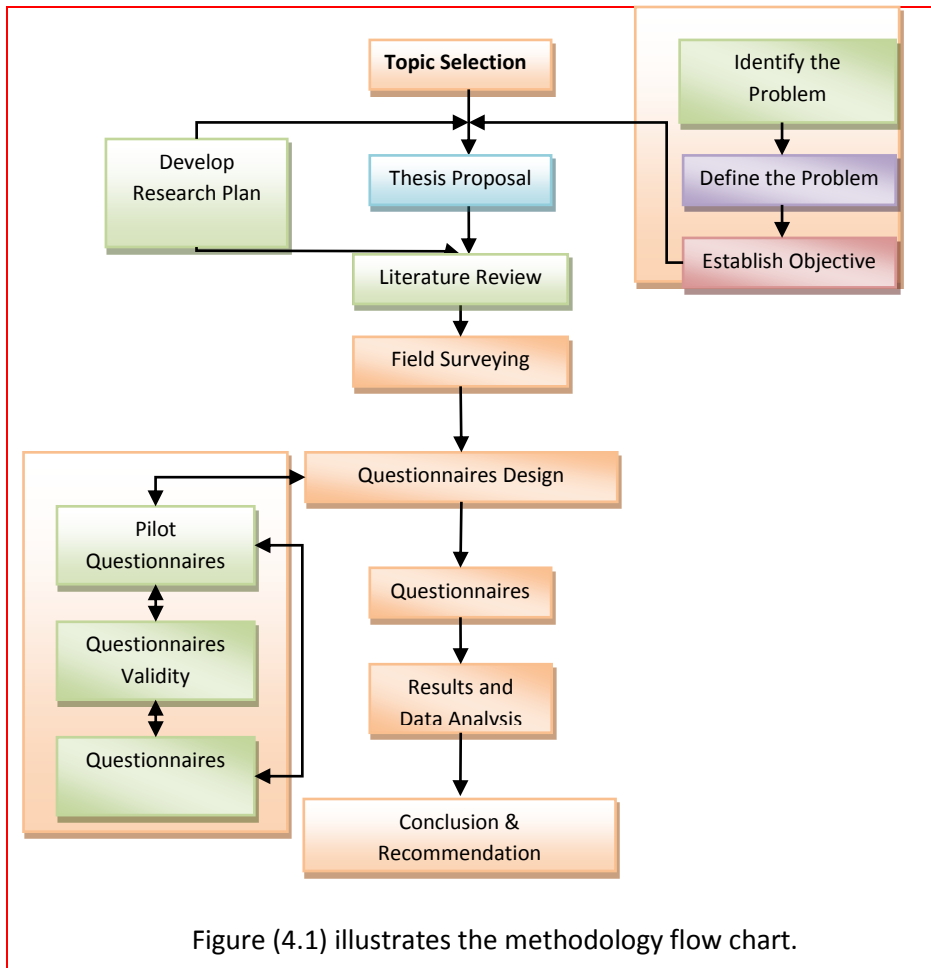 Topic Selection
Identify the
Problem
Develop
Research Plan
Thesis Proposal
Define the Problem
Literature Review
Establish Objective
Field Surveying
Questionnaires Design
Pilot
Questionnaires
Questionnaires
Validity
Questionnaires
Questionnaires
Results and
Data Analysis
Conclusion &
Recommendation
Figure (4.1) illustrates the methodology flow chart.